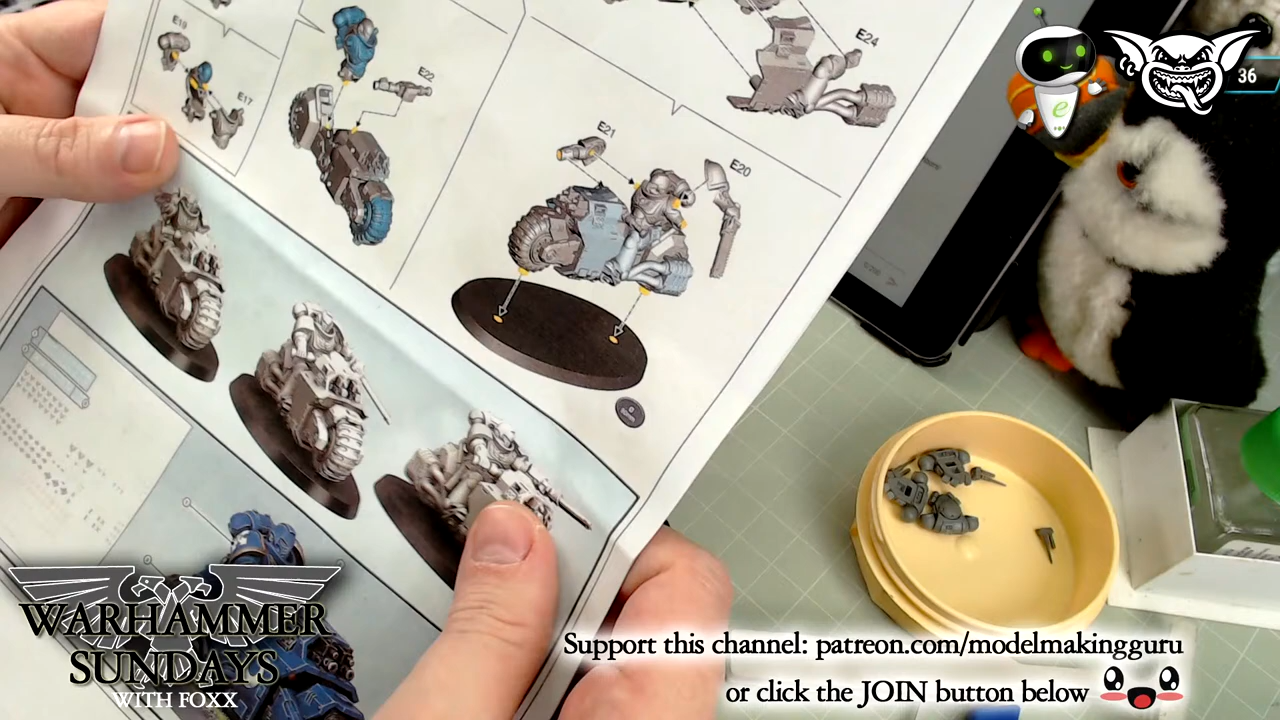 E19
E17
E22
E24
E21
E20
36
e
WARHAMMER
SUNDAYS
WITH FOXX
Support this channel: patreon.com/modelmakingguru
or click the JOIN button below